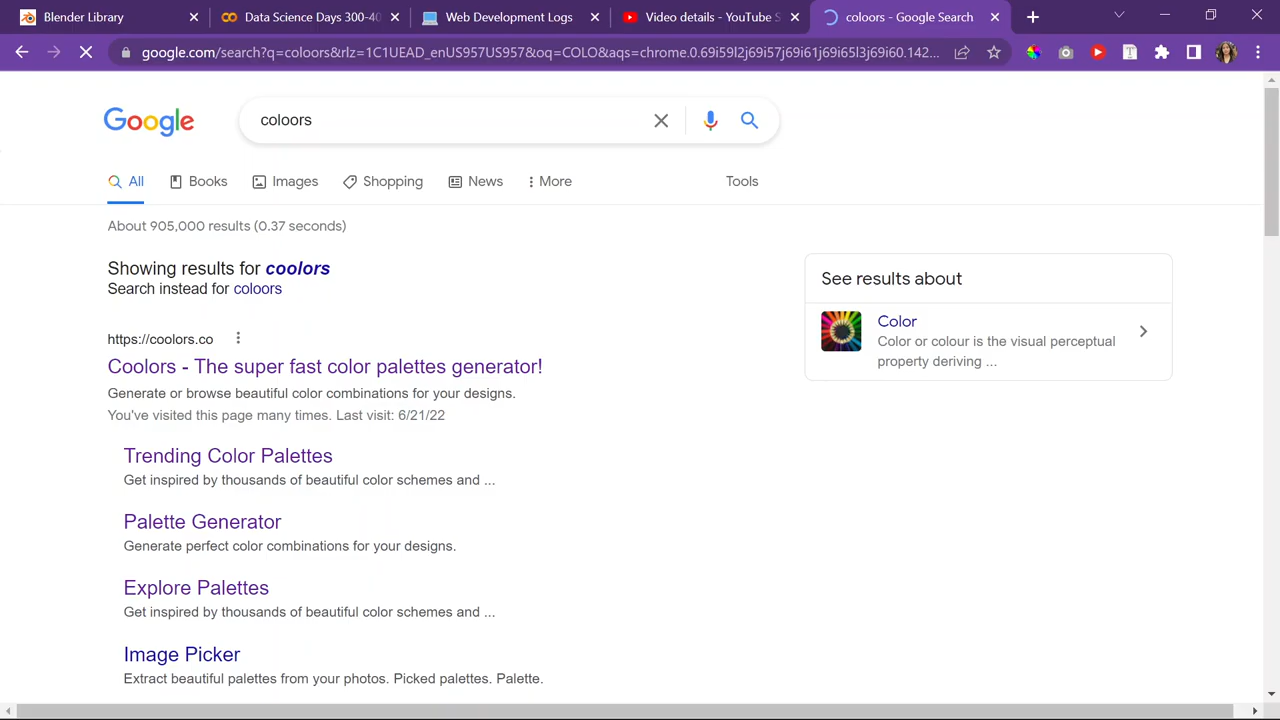 Blender Library
Data Science Days 300-40
Web Development Logs
Video details - YouTube S
coloors - Google Search
google.com/search?q=coloors&rlz=1C1UEAD_enUS957US957&oq=COLO&aqs=chrome.0.69i59l2j69i57j69i61j69i65l3j69i60.142...
Google
coloors
All
Books
Images
Shopping
News
More
Tools
About 905,000 results (0.37 seconds)
Showing results for coolors
Search instead for coloors
See results about
Color
Color or colour is the visual perceptual
property deriving ...
https://coolors.co
Coolors - The super fast color palettes generator!
Generate or browse beautiful color combinations for your designs.
You've visited this page many times. Last visit: 6/21/22
Trending Color Palettes
Get inspired by thousands of beautiful color schemes and ...
Palette Generator
Generate perfect color combinations for your designs.
Explore Palettes
Get inspired by thousands of beautiful color schemes and ...
Image Picker
Extract beautiful palettes from your photos. Picked palettes. Palette.